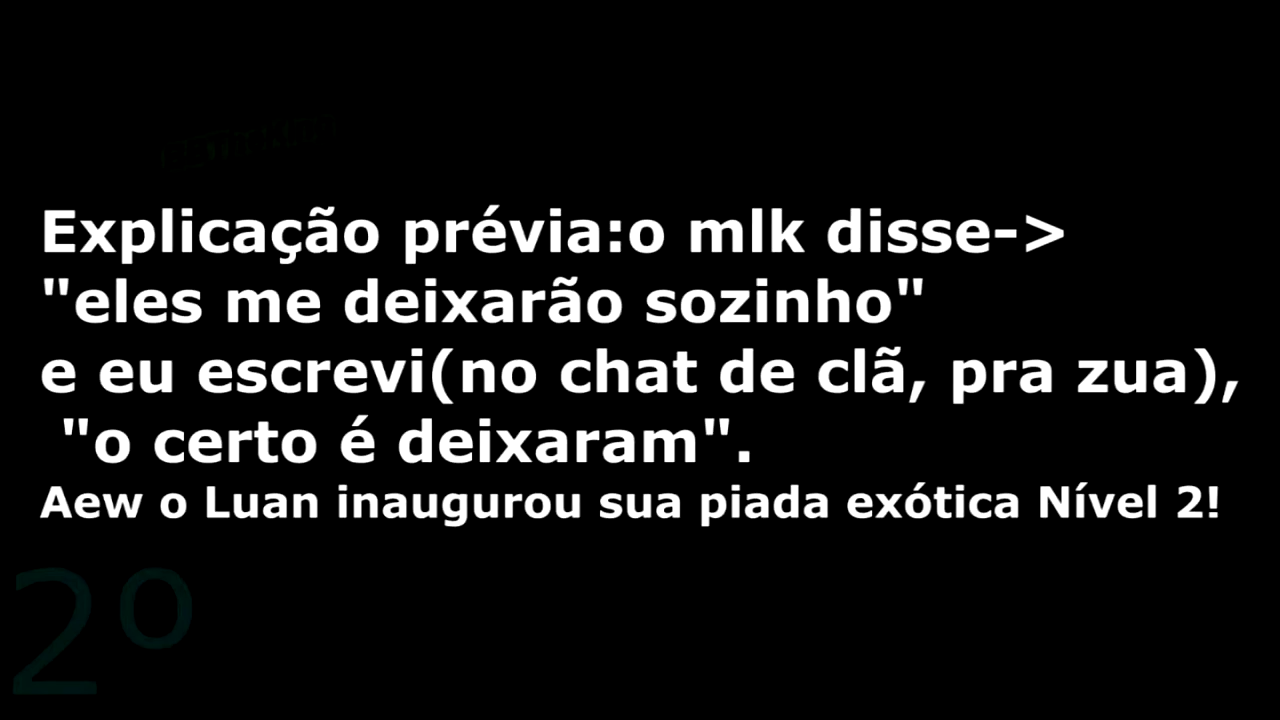 Explicação prévia:o mlk disse->
"eles me deixarão sozinho"
e eu escrevi(no chat de clã, pra zua),
"o certo é deixaram".
Aew o Luan inaugurou sua piada exótica Nível 2!
2º